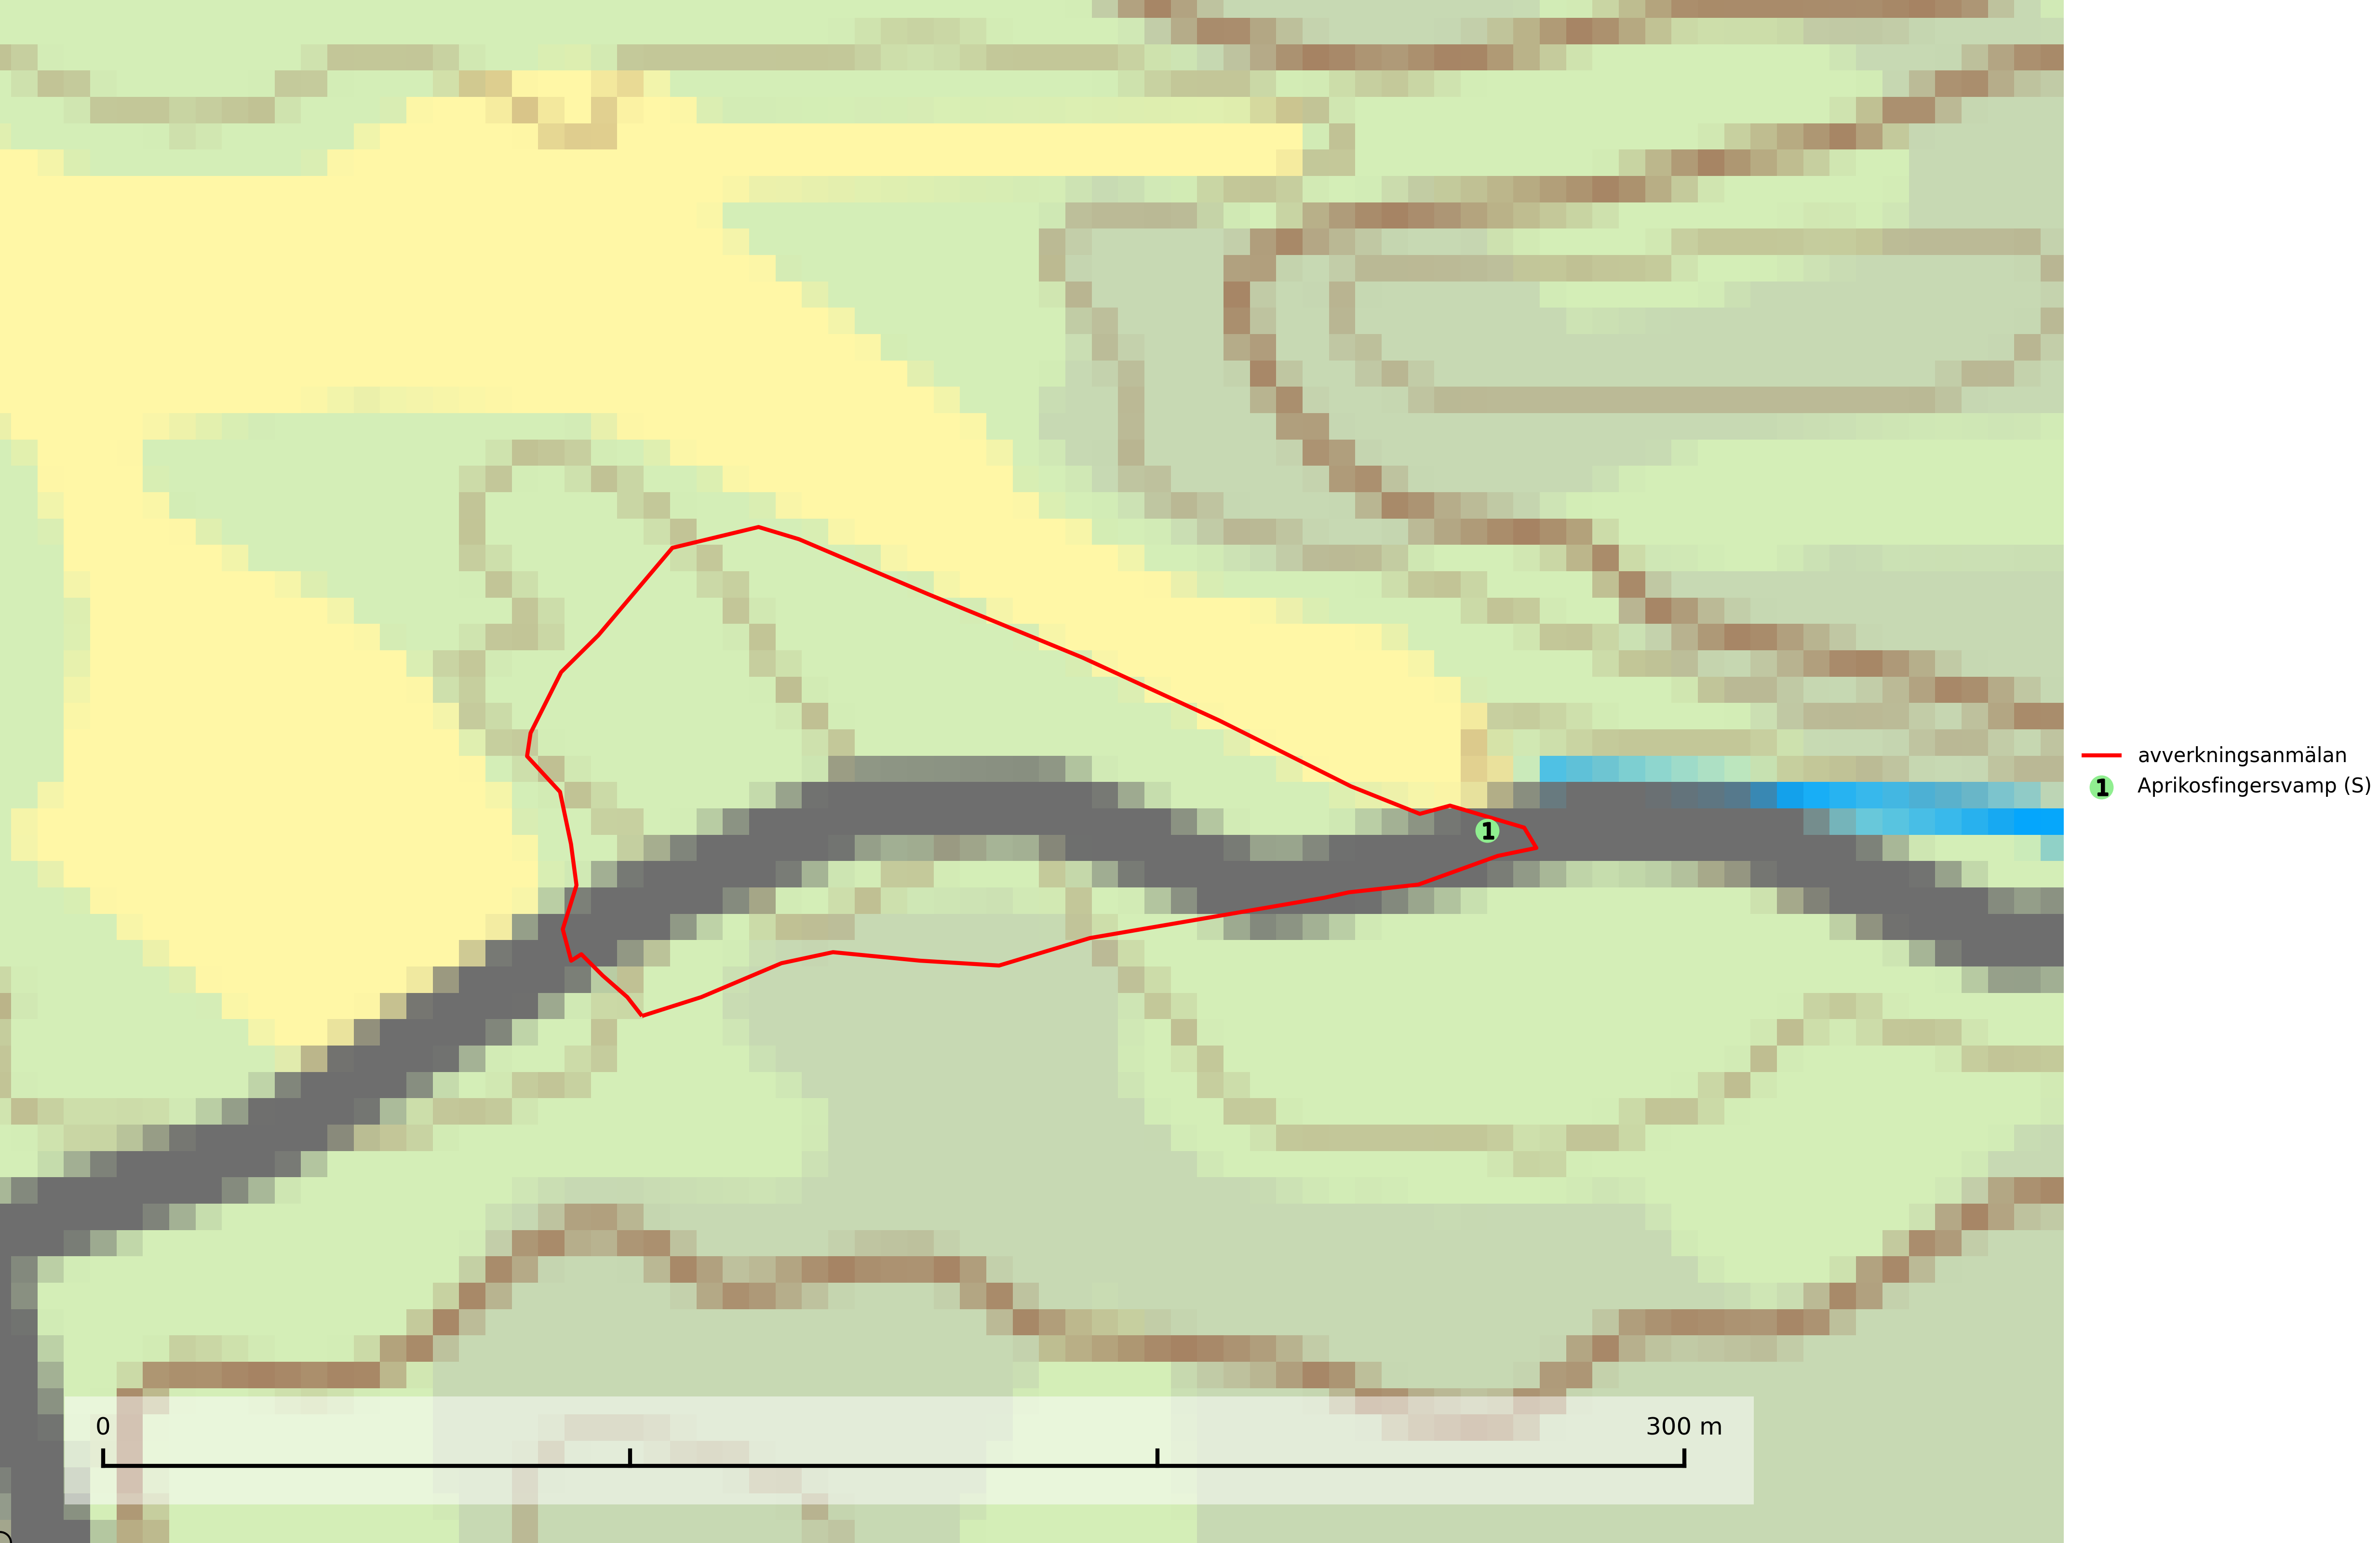 avverkningsanmälan
1 Aprikosfingersvamp (S)
1
0 300 m